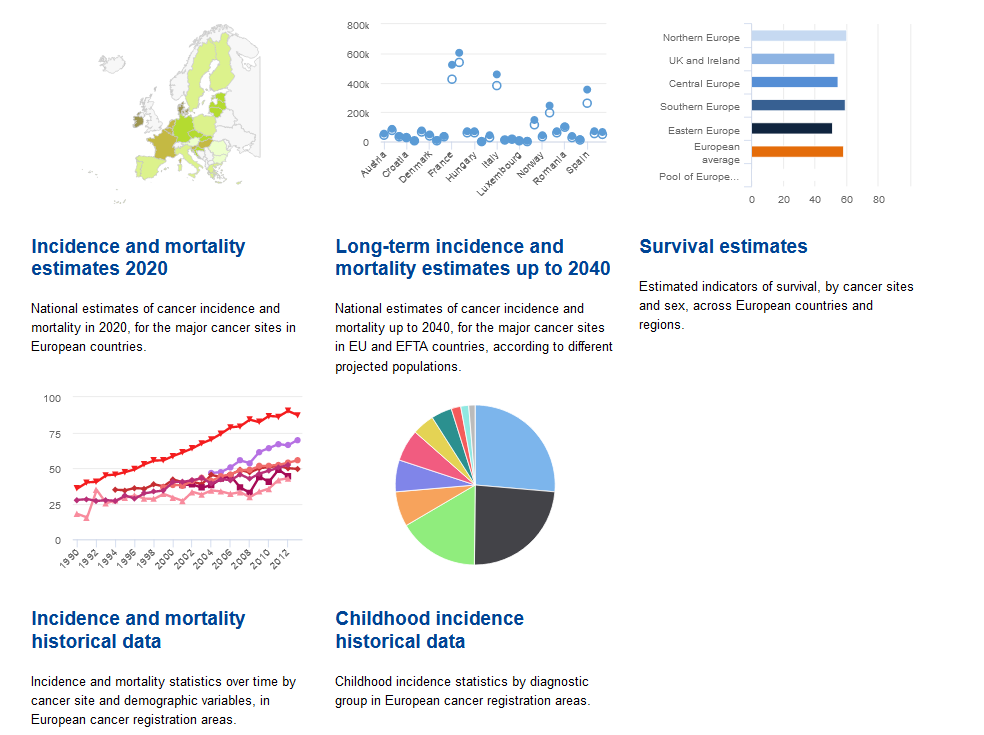 800k
600k
400k
200k
0
Austria
Croatia
Denmark
France
Hungary
Italy
Luxembourg
Norway
Romania
Spain
Northern Europe
UK and Ireland
Central Europe
Southern Europe
Eastern Europe
European
average
Pool of Europe...
0 20 40 60 80
Incidence and mortality
estimates 2020
National estimates of cancer incidence and
mortality in 2020, for the major cancer sites in
European countries.
Long-term incidence and
mortality estimates up to 2040
National estimates of cancer incidence and
mortality up to 2040, for the major cancer sites
in EU and EFTA countries, according to different
projected populations.
Survival estimates
Estimated indicators of survival, by cancer sites
and sex, across European countries and
regions.
100
75
50
25
0
1990
1992
1994
1996
1998
2000
2002
2004
2006
2008
2010
2012
Incidence and mortality
historical data
Incidence and mortality statistics over time by
cancer site and demographic variables, in
European cancer registration areas.
Childhood incidence
historical data
Childhood incidence statistics by diagnostic
group in European cancer registration areas.